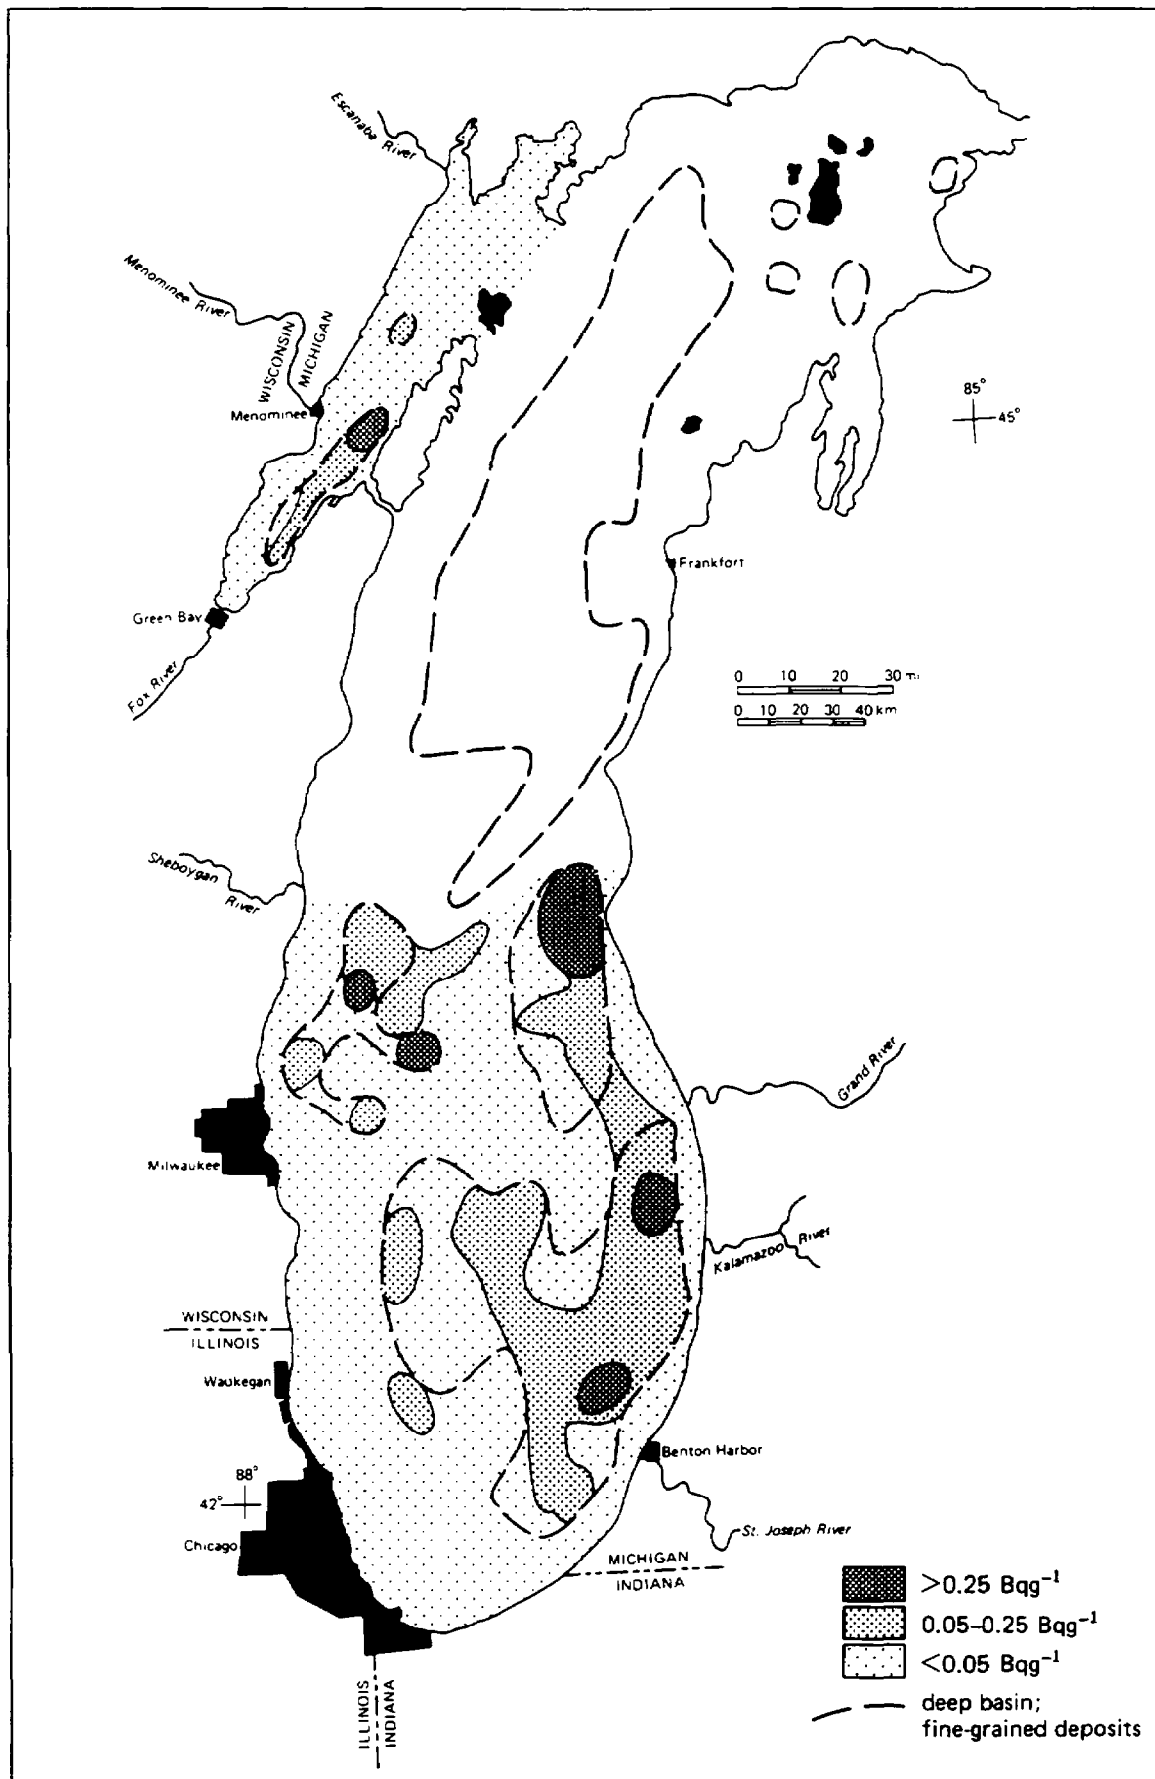 Escanaba River
Menominee River
WISCONSIN
MICHIGAN
Menominee
85°
45°
Green Bay
Frankfort
Fox River
0 10 20 30
0 10 20 30 40 km
Sheboygan
River
Grand River
Milwaukee
Kalamazoo River
WISCONSIN
ILLINOIS
Waukegan
88°
42°
Benton Harbor
Chicago
St. Joseph River
MICHIGAN
INDIANA
ILLINOIS
INDIANA
>0.25 Bqg⁻¹
0.05–0.25 Bqg⁻¹
<0.05 Bqg⁻¹
deep basin;
fine-grained deposits